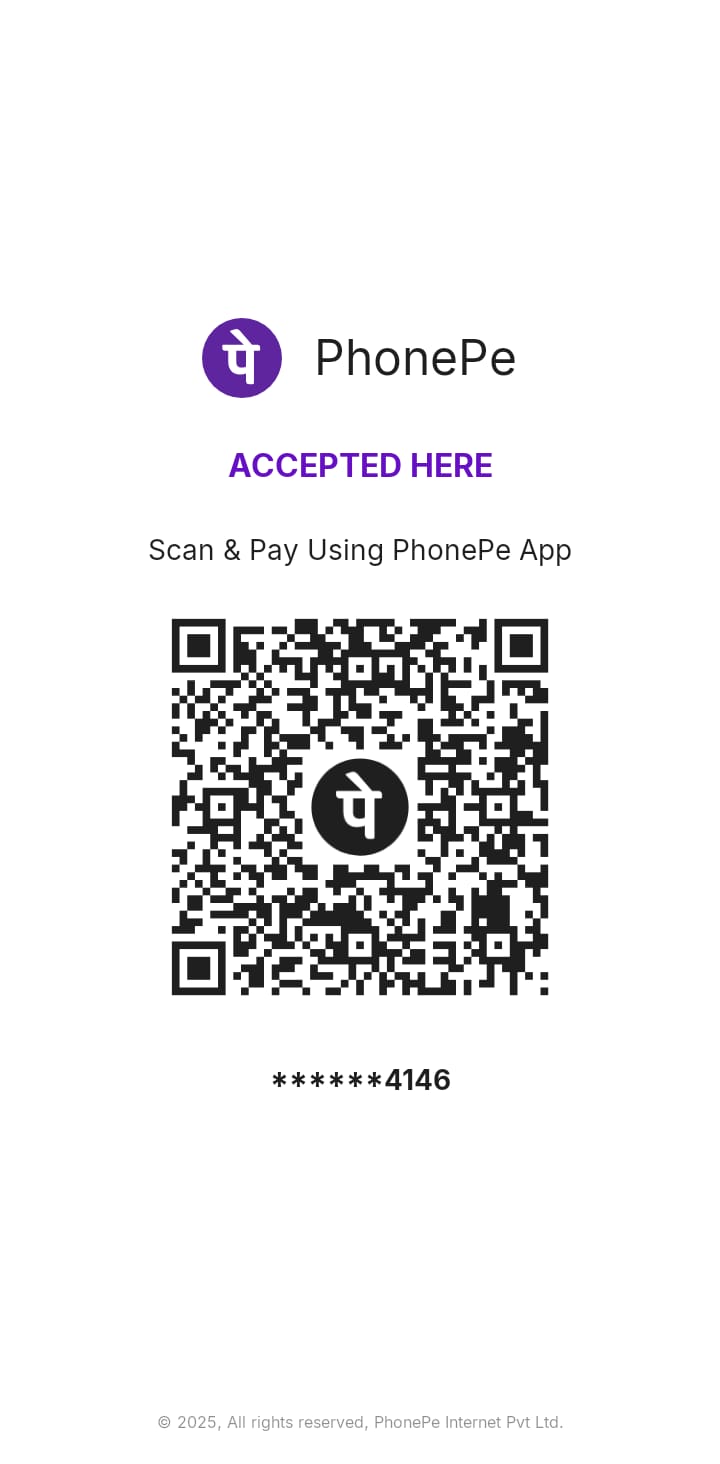 पे PhonePe
ACCEPTED HERE
Scan & Pay Using PhonePe App
पे
******4146
© 2025, All rights reserved, PhonePe Internet Pvt Ltd.